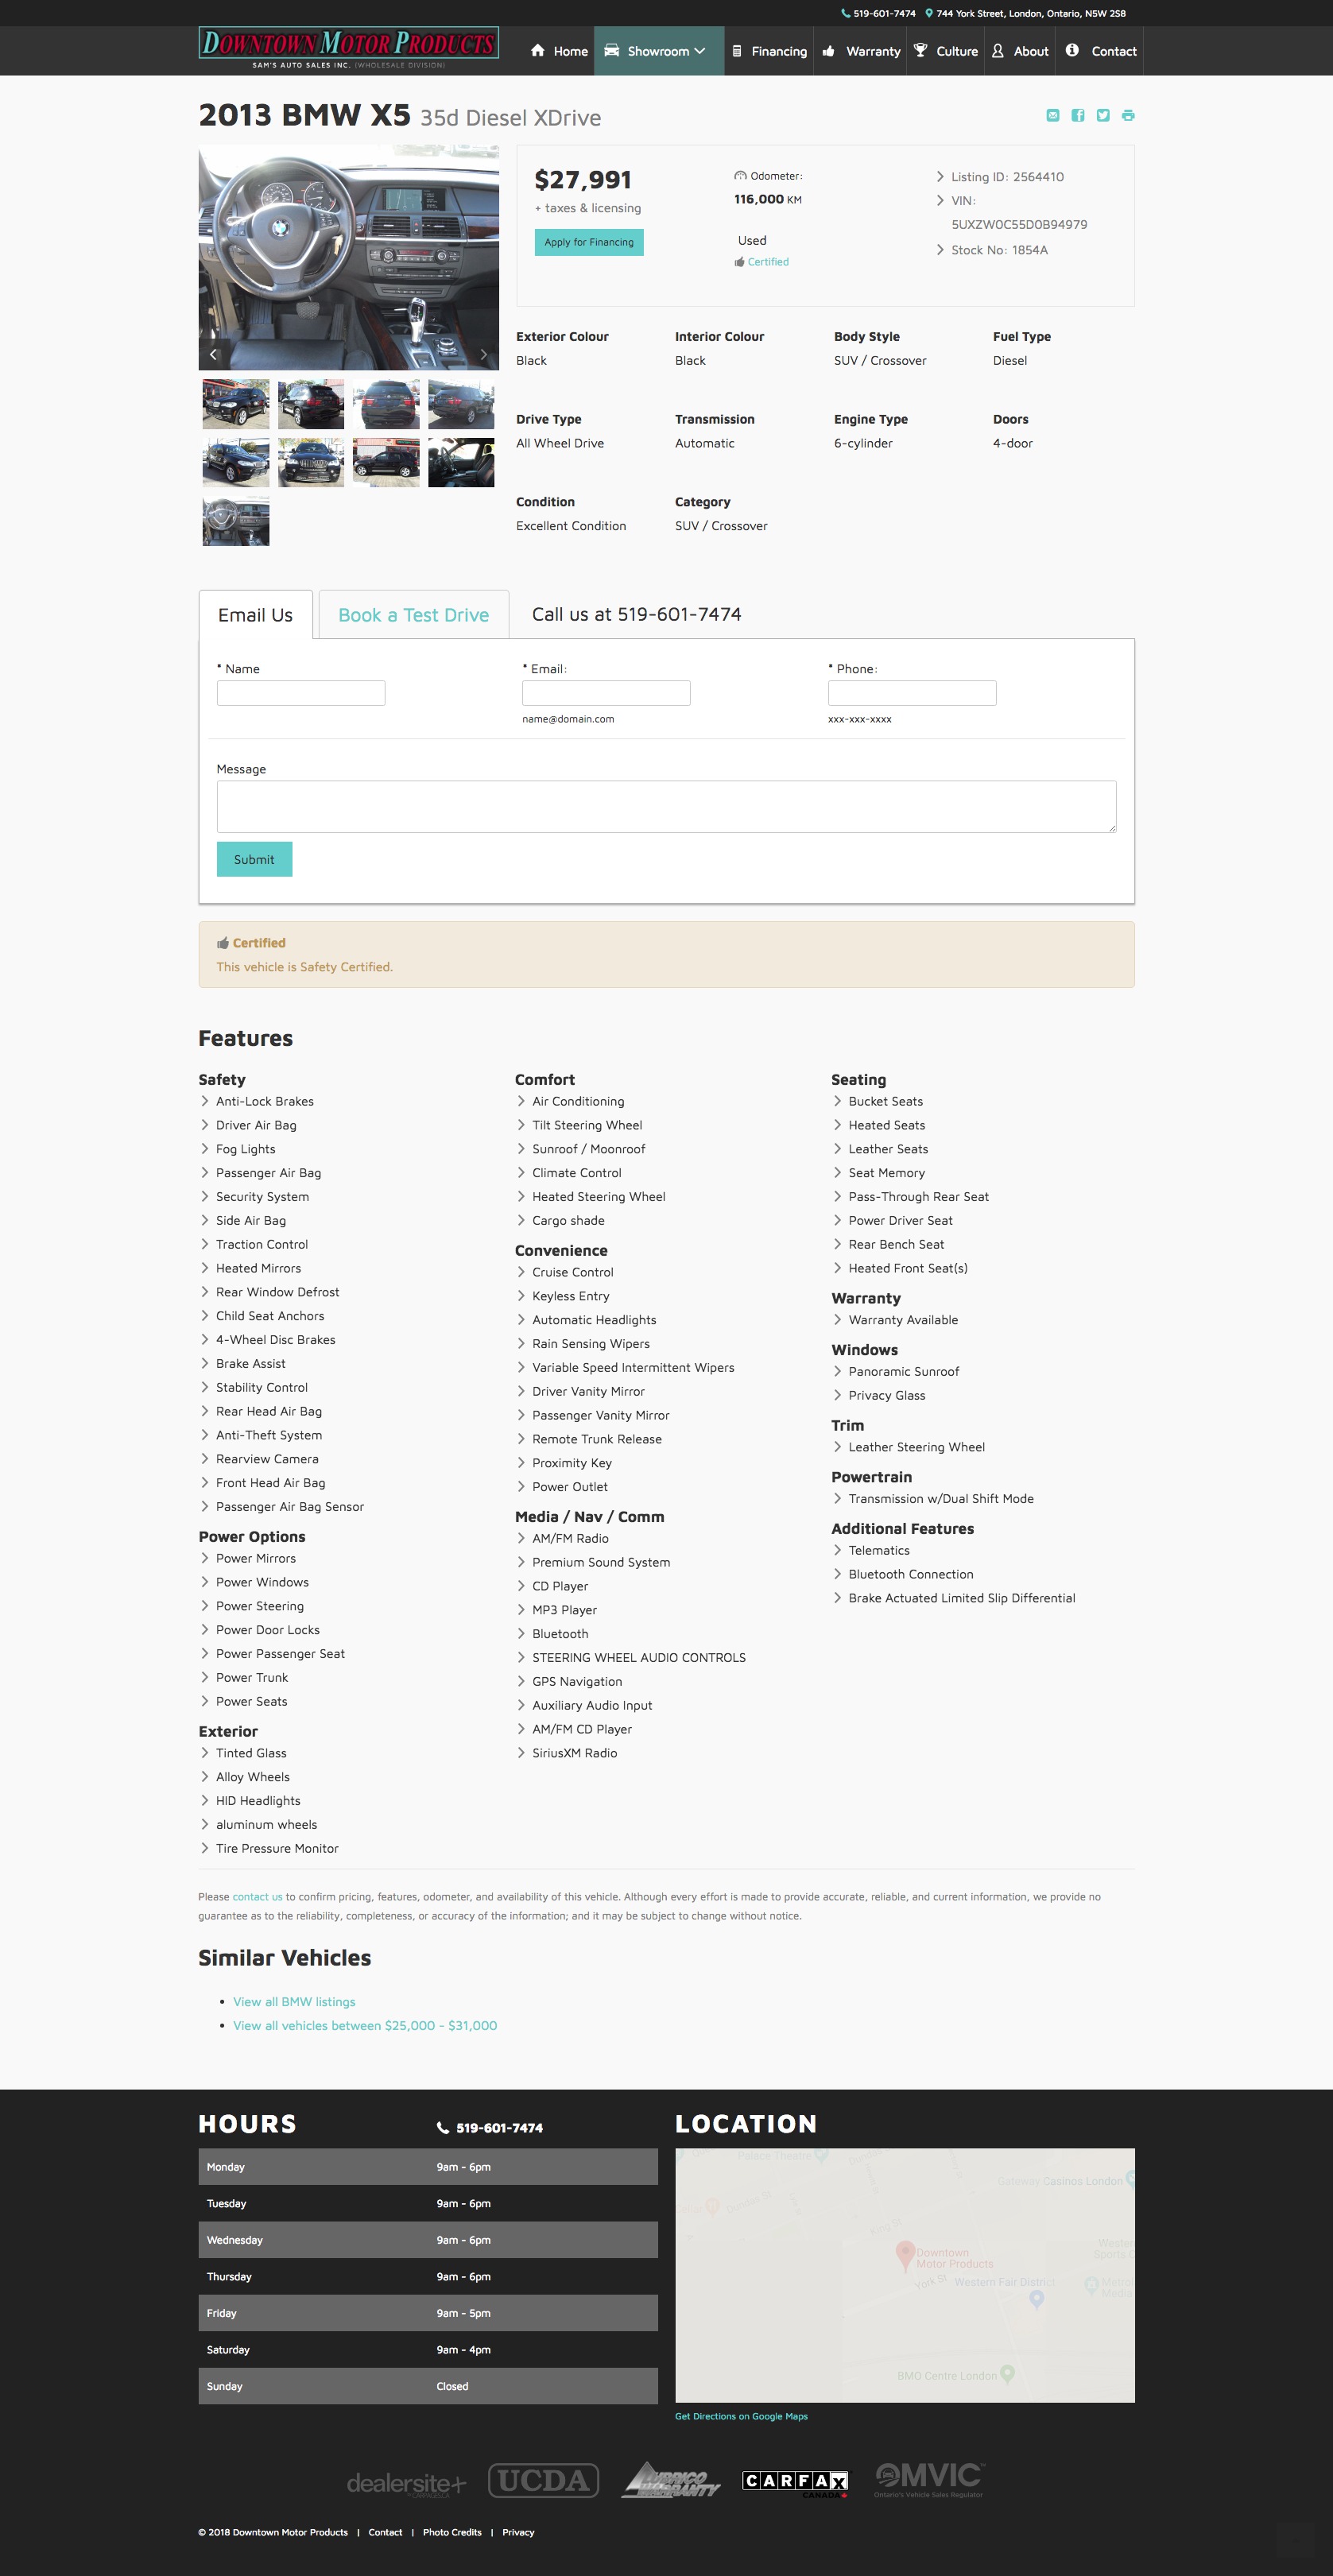 519-601-7474 744 York Street, London, Ontario, N5W 2S8
DOWNTOWN MOTOR PRODUCTS
SAM'S AUTO SALES INC. (WHOLESALE DIVISION)
Home Showroom Financing Warranty Culture About Contact
2013 BMW X5 35d Diesel XDrive
$27,991
+ taxes & licensing
Apply for Financing
Odometer:
116,000 KM
Used
Certified
Listing ID: 2564410
VIN:
5UXZW0C55D0B94979
Stock No: 1854A
Exterior Colour Interior Colour Body Style Fuel Type
Black Black SUV / Crossover Diesel
Drive Type Transmission Engine Type Doors
All Wheel Drive Automatic 6-cylinder 4-door
Condition Category
Excellent Condition SUV / Crossover
Email Us Book a Test Drive Call us at 519-601-7474
* Name * Email: * Phone:
name@domain.com xxx-xxx-xxxx
Message
Submit
Certified
This vehicle is Safety Certified.
Features
Safety
Anti-Lock Brakes
Driver Air Bag
Fog Lights
Passenger Air Bag
Security System
Side Air Bag
Traction Control
Heated Mirrors
Rear Window Defrost
Child Seat Anchors
4-Wheel Disc Brakes
Brake Assist
Stability Control
Rear Head Air Bag
Anti-Theft System
Rearview Camera
Front Head Air Bag
Passenger Air Bag Sensor
Power Options
Power Mirrors
Power Windows
Power Steering
Power Door Locks
Power Passenger Seat
Power Trunk
Power Seats
Exterior
Tinted Glass
Alloy Wheels
HID Headlights
aluminum wheels
Tire Pressure Monitor
Comfort
Air Conditioning
Tilt Steering Wheel
Sunroof / Moonroof
Climate Control
Heated Steering Wheel
Cargo shade
Convenience
Cruise Control
Keyless Entry
Automatic Headlights
Rain Sensing Wipers
Variable Speed Intermittent Wipers
Driver Vanity Mirror
Passenger Vanity Mirror
Remote Trunk Release
Proximity Key
Power Outlet
Media / Nav / Comm
AM/FM Radio
Premium Sound System
CD Player
MP3 Player
Bluetooth
STEERING WHEEL AUDIO CONTROLS
GPS Navigation
Auxiliary Audio Input
AM/FM CD Player
SiriusXM Radio
Seating
Bucket Seats
Heated Seats
Leather Seats
Seat Memory
Pass-Through Rear Seat
Power Driver Seat
Rear Bench Seat
Heated Front Seat(s)
Warranty
Warranty Available
Windows
Panoramic Sunroof
Privacy Glass
Trim
Leather Steering Wheel
Powertrain
Transmission w/Dual Shift Mode
Additional Features
Telematics
Bluetooth Connection
Brake Actuated Limited Slip Differential
Please contact us to confirm pricing, features, odometer, and availability of this vehicle. Although every effort is made to provide accurate, reliable, and current information, we provide no
guarantee as to the reliability, completeness, or accuracy of the information; and it may be subject to change without notice.
Similar Vehicles
View all BMW listings
View all vehicles between $25,000 - $31,000
HOURS 519-601-7474
Monday 9am - 6pm
Tuesday 9am - 6pm
Wednesday 9am - 6pm
Thursday 9am - 6pm
Friday 9am - 5pm
Saturday 9am - 4pm
Sunday Closed
LOCATION
Palace Theatre
Gateway Casinos London
King St
Downtown
Motor Products
York St
Western Fair District
BMO Centre London
Get Directions on Google Maps
dealersite+
UCDA
CARFAX
CANADA
OMVIC
Ontario's Vehicle Sales Regulator
© 2018 Downtown Motor Products | Contact | Photo Credits | Privacy